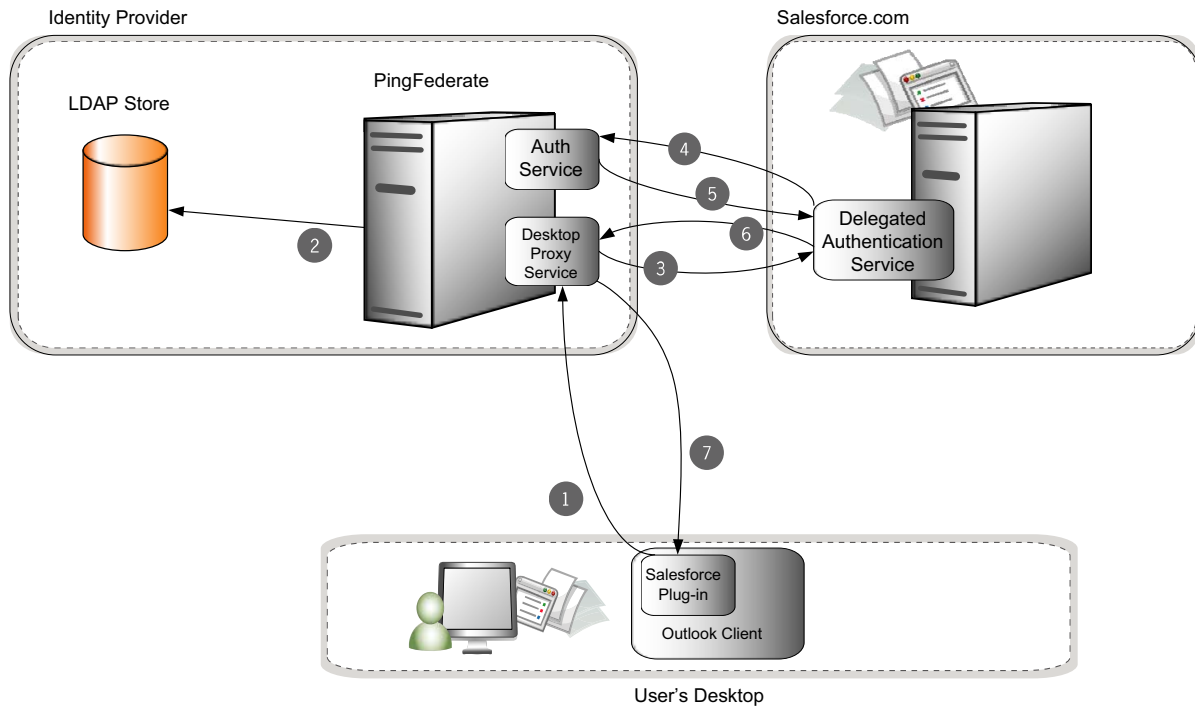 Identity Provider
Salesforce.com
PingFederate
LDAP Store
Auth
Service
4
5
Delegated
Authentication
Service
6
Desktop
Proxy
Service
3
2
7
1
Salesforce
Plug-in
Outlook Client
User's Desktop